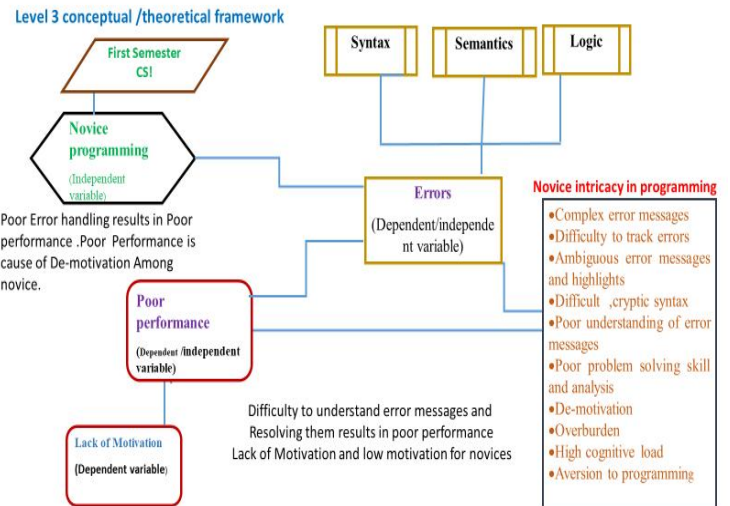 Level 3 conceptual /theoretical framework
First Semester
CS!
Syntax
Semantics
Logic
Novice
programming
(Independent
variable)
Errors
(Dependent/independe
nt variable)
Poor Error handling results in Poor
performance .Poor Performance is
cause of De-motivation Among
novice.
Poor
performance
(Dependent /independent
variable)
Lack of Motivation
(Dependent variable)
Difficulty to understand error messages and
Resolving them results in poor performance
Lack of Motivation and low motivation for novices
Novice intricacy in programming
•Complex error messages
•Difficulty to track errors
•Ambiguous error messages
and highlights
•Difficult ,cryptic syntax
•Poor understanding of error
messages
•Poor problem solving skill
and analysis
•De-motivation
•Overburden
•High cognitive load
•Aversion to programming